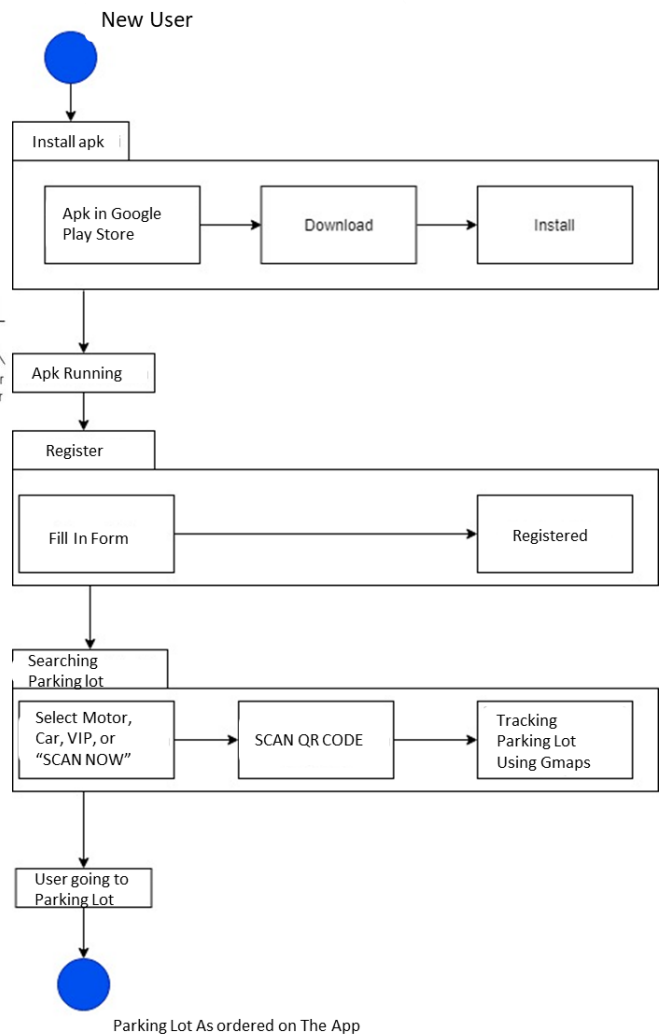 New User
Install apk
Apk in Google
Play Store
Download
Install
Apk Running
Register
Fill In Form
Registered
Searching
Parking lot
Select Motor,
Car, VIP, or
“SCAN NOW”
SCAN QR CODE
Tracking
Parking Lot
Using Gmaps
User going to
Parking Lot
Parking Lot As ordered on The App